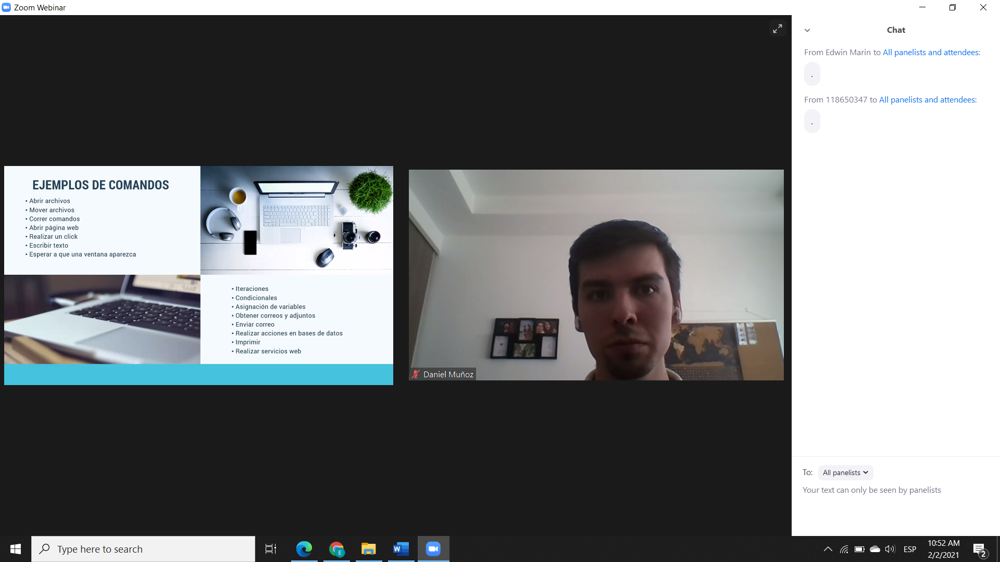 Zoom Webinar
Chat
From Edwin Marin to All panelists and attendees:
.
From 118650347 to All panelists and attendees:
.
EJEMPLOS DE COMANDOS
• Abrir archivos
• Mover archivos
• Correr comandos
• Abrir página web
• Realizar un click
• Escribir texto
• Esperar a que una ventana aparezca
• Iteraciones
• Condicionales
• Asignación de variables
• Obtener correos y adjuntos
• Enviar correo
• Realizar acciones en bases de datos
• Imprimir
• Realizar servicios web
Daniel Muñoz
To: All panelists
Your text can only be seen by panelists
Type here to search
E
W
ESP
10:52 AM
2/2/2021
2